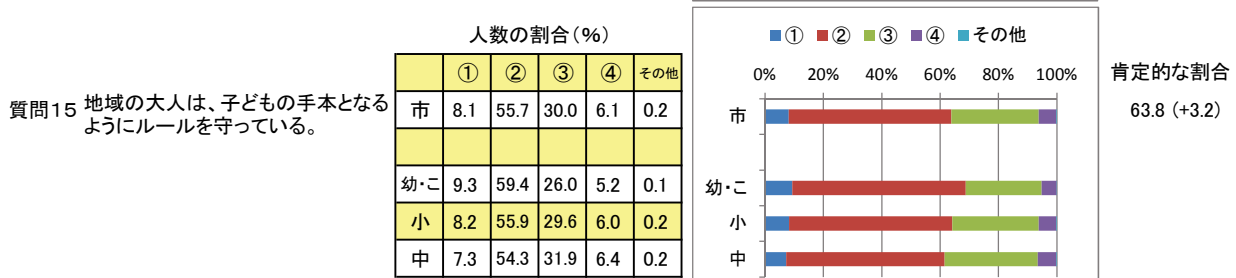 人数の割合(%)
① ② ③ ④ その他
質問15 地域の大人は、子どもの手本となる
ようにルールを守っている。
市 8.1 55.7 30.0 6.1 0.2
幼・こ 9.3 59.4 26.0 5.2 0.1
小 8.2 55.9 29.6 6.0 0.2
中 7.3 54.3 31.9 6.4 0.2
① ② ③ ④ その他
0% 20% 40% 60% 80% 100%
市
幼・こ
小
中
肯定的な割合
63.8 (+3.2)